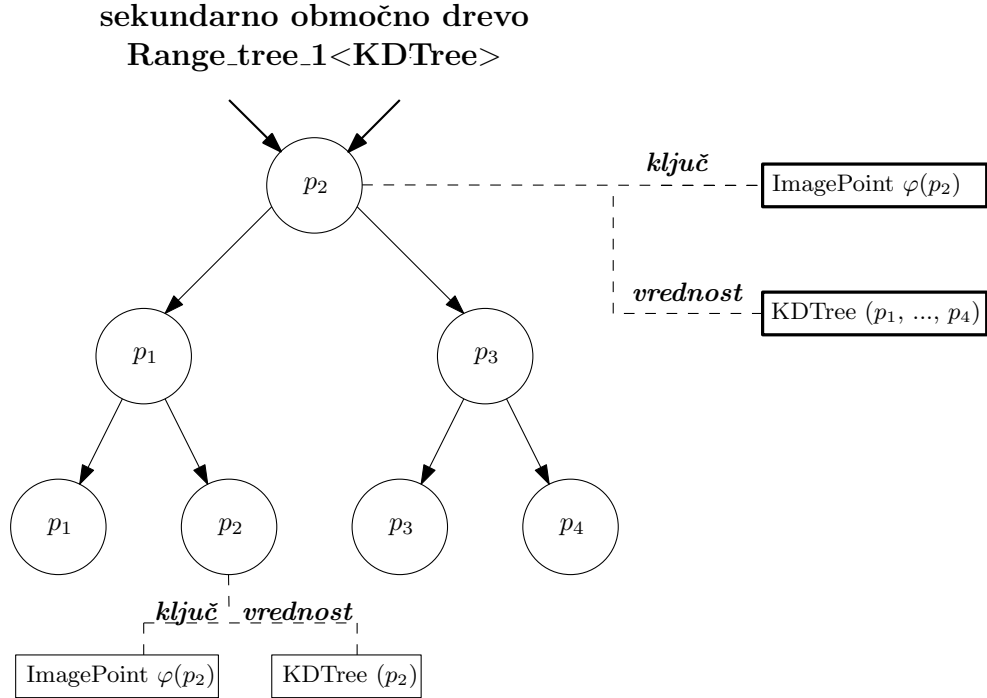 sekundarno območno drevo
Range_tree_1<KDTree>
p₂
ključ
ImagePoint φ(p₂)
vrednost
KDTree (p₁, ..., p₄)
p₁
p₃
p₁
p₂
p₃
p₄
ključ vrednost
ImagePoint φ(p₂)
KDTree (p₂)